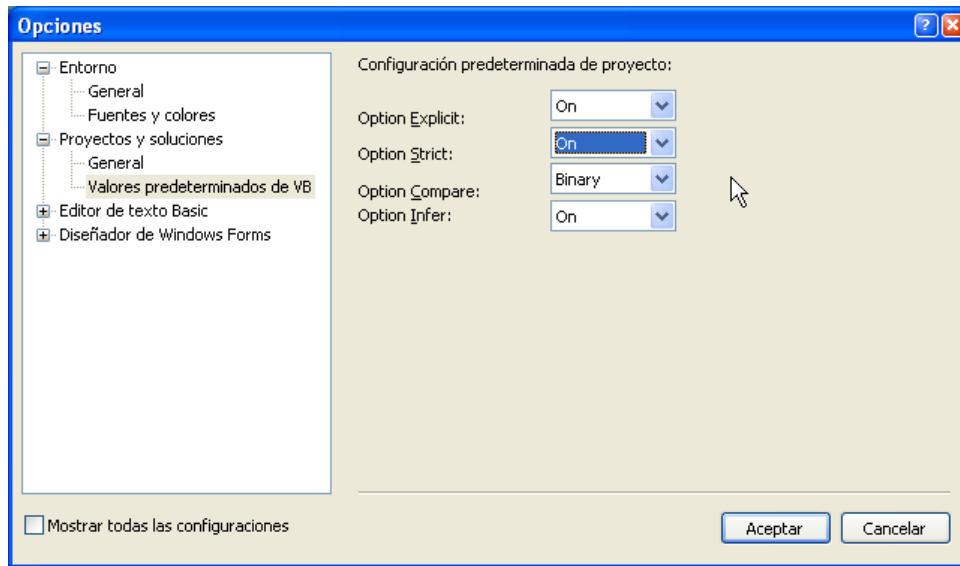 Opciones
Entorno
General
Fuentes y colores
Proyectos y soluciones
General
Valores predeterminados de VB
Editor de texto Basic
Diseñador de Windows Forms
Configuración predeterminada de proyecto:
Option Explicit: On
Option Strict: On
Option Compare: Binary
Option Infer: On
Mostrar todas las configuraciones
Aceptar Cancelar